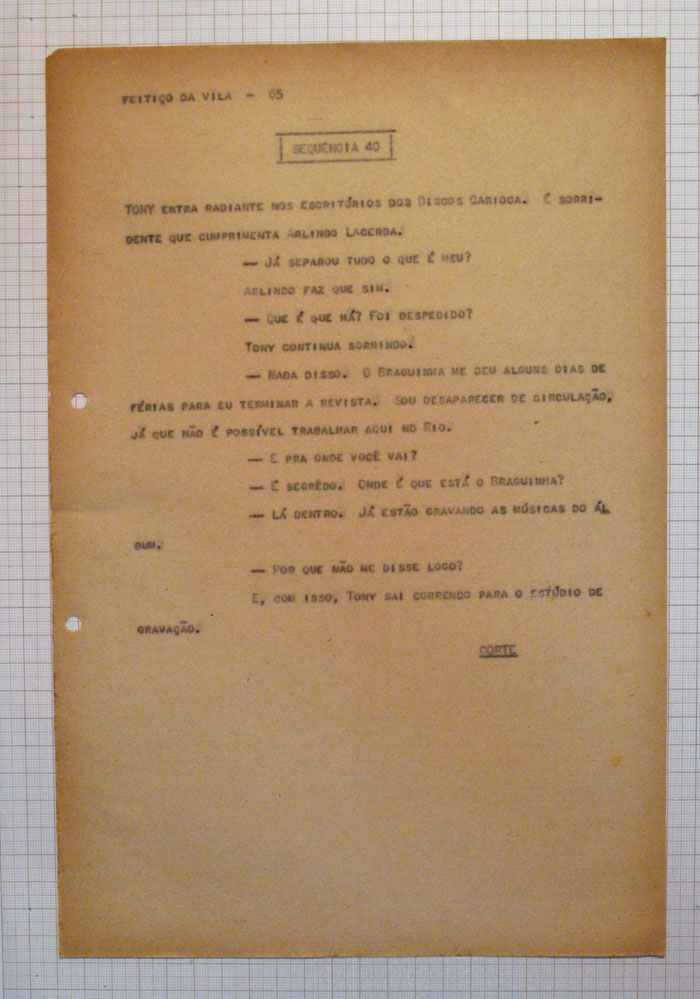 FEITIÇO DA VILA - 65
SEQUÊNCIA 40
TONY ENTRA RADIANTE NOS ESCRITÓRIOS DOS DISCOS CARIOCA. É SORRI-
DENTE QUE CUMPRIMENTA ARLINDO LACERDA.
— JÁ SEPAROU TUDO O QUE É MEU?
ARLINDO FAZ QUE SIM.
— QUE É QUE HÁ? FOI DESPEDIDO?
TONY CONTINUA SORRINDO.
— NADA DISSO. O BRAGUINHA ME DEU ALGUNS DIAS DE
FÉRIAS PARA EU TERMINAR A REVISTA. SOU DESAPARECER DE CIRCULAÇÃO,
JÁ QUE NÃO É POSSÍVEL TRABALHAR AQUI NO RIO.
— E PRA ONDE VOCÊ VAI?
— É SEGRÊDO. ONDE É QUE ESTÁ O BRAGUINHA?
— LÁ DENTRO. JÁ ESTÃO GRAVANDO AS MÚSICAS DO ÁL
BUM.
— POR QUE NÃO ME DISSE LOGO?
E, COM ISSO, TONY SAI CORRENDO PARA O ESTÚDIO DE
GRAVAÇÃO.
CORTE